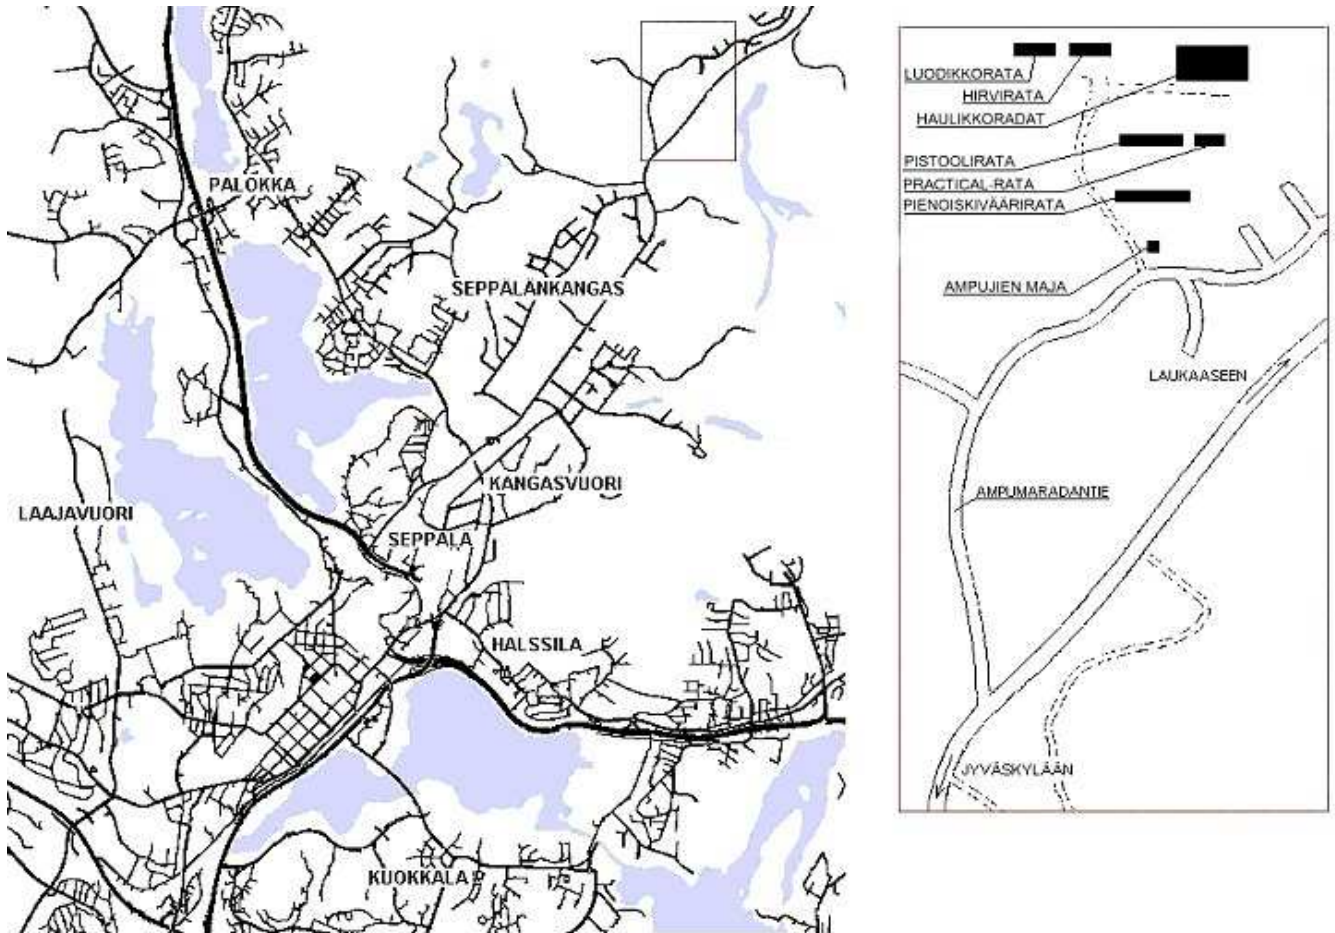 PALOKKA
SEPPÄLÄNKANGAS
KANGASVUORI
LAAJAVUORI
SEPPÄLÄ
HALSSILA
KUOKKALA
LUODIKKORATA
HIRVIRATA
HAULIKKORADAT
PISTOOLIRATA
PRACTICAL-RATA
PIENOISKIVÄÄRIRATA
AMPUJIEN MAJA
LAUKAASEEN
AMPUMARADANTIE
JYVÄSKYLÄÄN